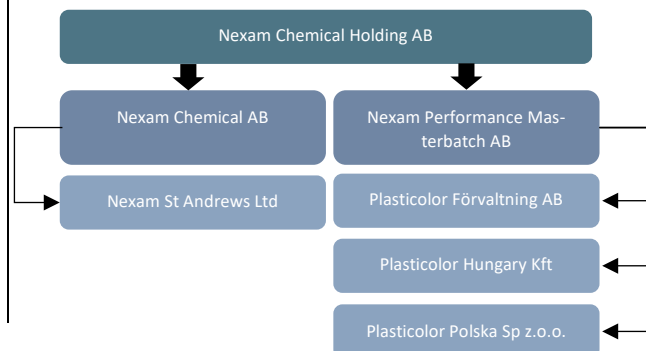 Nexam Chemical Holding AB
Nexam Chemical AB
Nexam Performance Mas-
terbatch AB
Nexam St Andrews Ltd
Plasticolor Förvaltning AB
Plasticolor Hungary Kft
Plasticolor Polska Sp z.o.o.